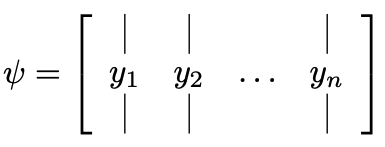 ψ = [ | | |
y₁ y₂ … yₙ
| | | ]